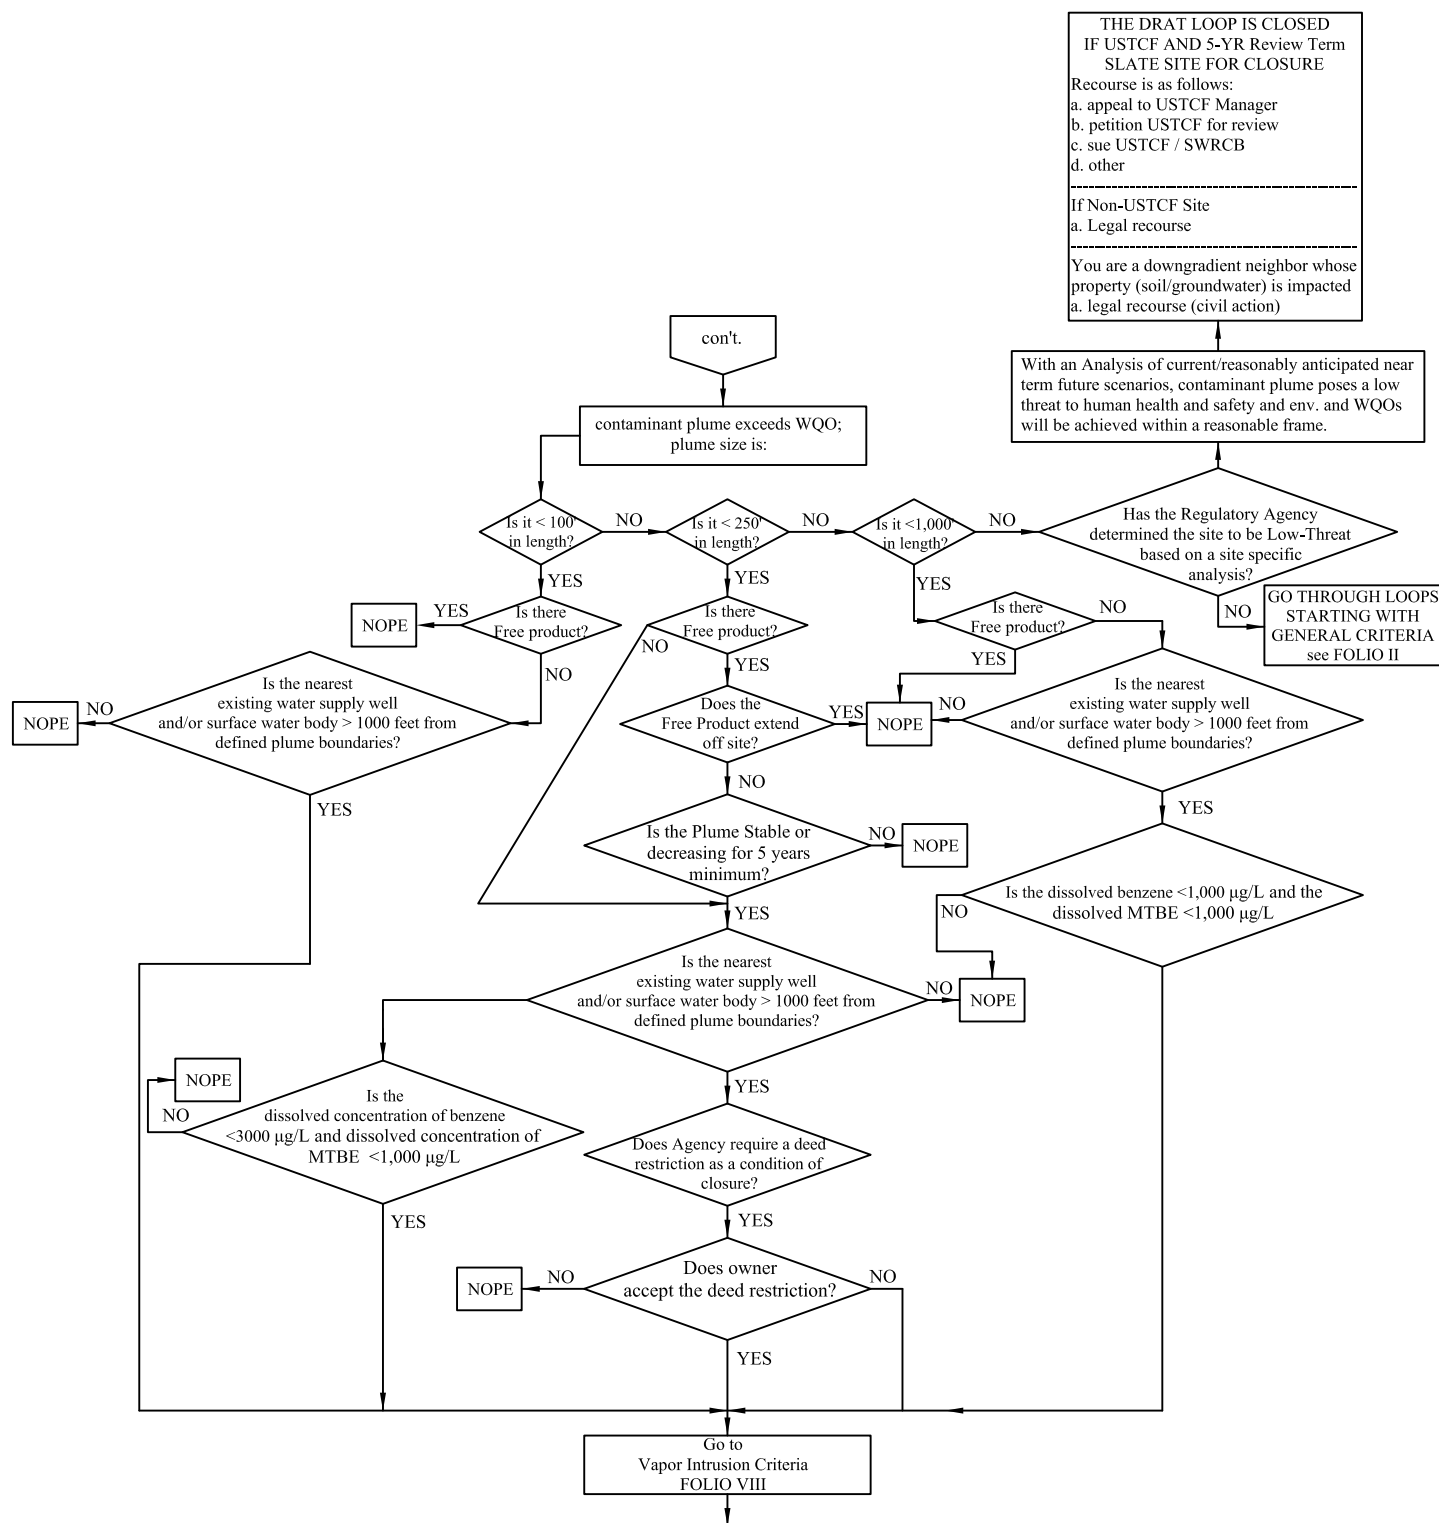 THE DRAT LOOP IS CLOSED
IF USTCF AND 5-YR Review Term
SLATE SITE FOR CLOSURE
Recourse is as follows:
a. appeal to USTCF Manager
b. petition USTCF for review
c. sue USTCF / SWRCB
d. other
If Non-USTCF Site
a. Legal recourse
You are a downgradient neighbor whose
property (soil/groundwater) is impacted
a. legal recourse (civil action)
con't.
With an Analysis of current/reasonably anticipated near
term future scenarios, contaminant plume poses a low
threat to human health and safety and env. and WQOs
will be achieved within a reasonable frame.
contaminant plume exceeds WQO;
plume size is:
Is it < 100'
in length?
NO
Is it < 250'
in length?
NO
Is it <1,000'
in length?
NO
Has the Regulatory Agency
determined the site to be Low-Threat
based on a site specific
analysis?
YES
YES
YES
NO
GO THROUGH LOOPS
STARTING WITH
GENERAL CRITERIA
see FOLIO II
NOPE
YES
Is there
Free product?
NO
Is there
Free product?
NO
YES
Is there
Free product?
NO
YES
NOPE
NO
Is the nearest
existing water supply well
and/or surface water body > 1000 feet from
defined plume boundaries?
YES
Does the
Free Product extend
off site?
YES
NOPE
NO
Is the nearest
existing water supply well
and/or surface water body > 1000 feet from
defined plume boundaries?
YES
NO
Is the Plume Stable or
decreasing for 5 years
minimum?
NO
NOPE
YES
Is the dissolved benzene <1,000 µg/L and the
dissolved MTBE <1,000 µg/L
NO
Is the nearest
existing water supply well
and/or surface water body > 1000 feet from
defined plume boundaries?
NO
NOPE
YES
NOPE
NO
Is the
dissolved concentration of benzene
<3000 µg/L and dissolved concentration of
MTBE <1,000 µg/L
YES
Does Agency require a deed
restriction as a condition of
closure?
YES
NOPE
NO
Does owner
accept the deed restriction?
NO
YES
Go to
Vapor Intrusion Criteria
FOLIO VIII